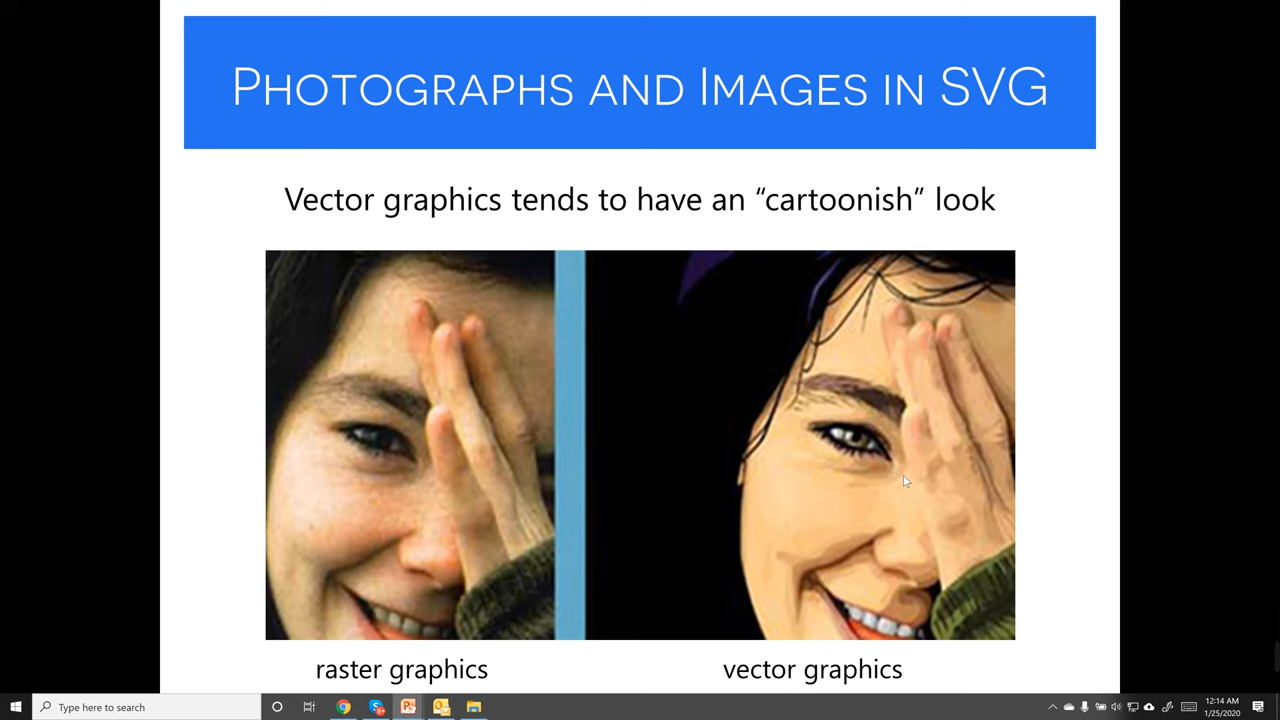 PHOTOGRAPHS AND IMAGES IN SVG
Vector graphics tends to have an “cartoonish” look
raster graphics
vector graphics
Type here to search
12:14 AM
1/25/2020